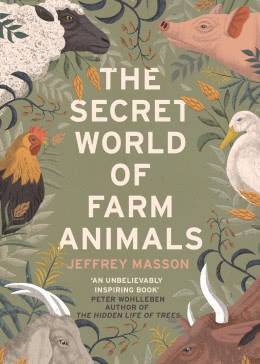 THE
SECRET
WORLD
OF
FARM
ANIMALS
JEFFREY MASSON
'AN UNBELIEVABLY
INSPIRING BOOK'
PETER WOHLLEBEN
AUTHOR OF
THE HIDDEN LIFE OF TREES